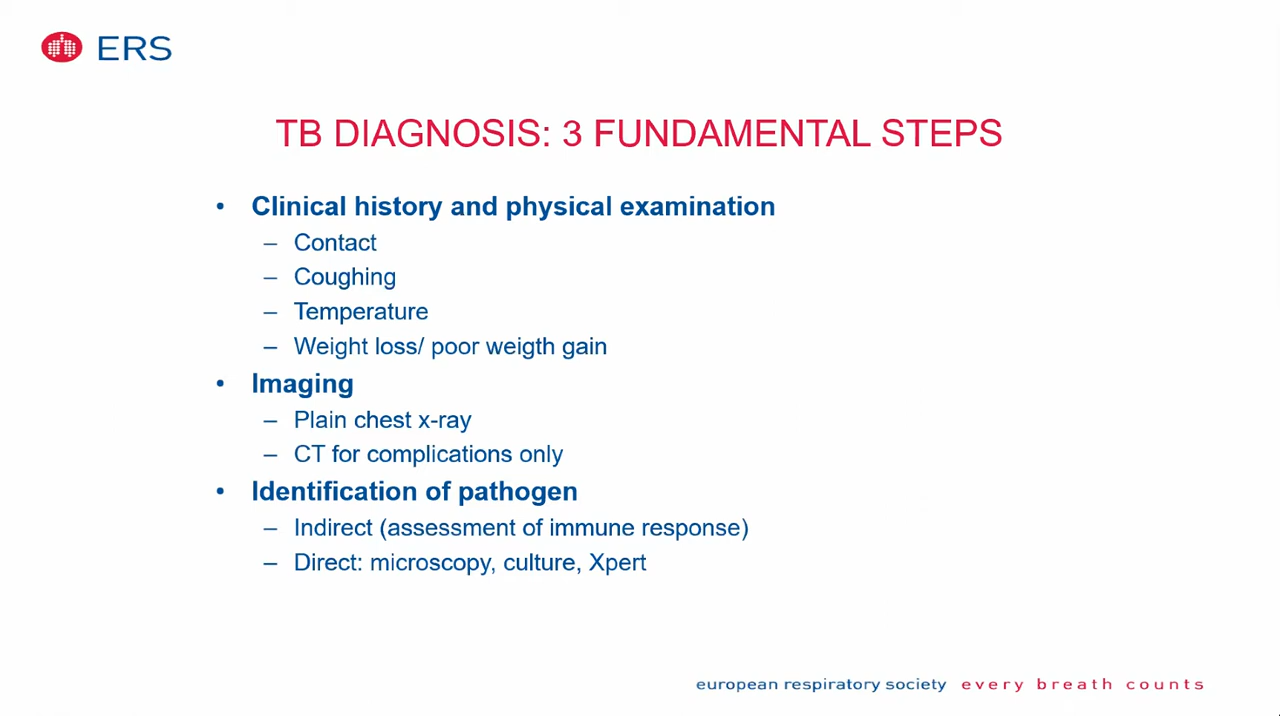 ERS
TB DIAGNOSIS: 3 FUNDAMENTAL STEPS
• Clinical history and physical examination
– Contact
– Coughing
– Temperature
– Weight loss/ poor weigth gain
• Imaging
– Plain chest x-ray
– CT for complications only
• Identification of pathogen
– Indirect (assessment of immune response)
– Direct: microscopy, culture, Xpert
european respiratory society every breath counts